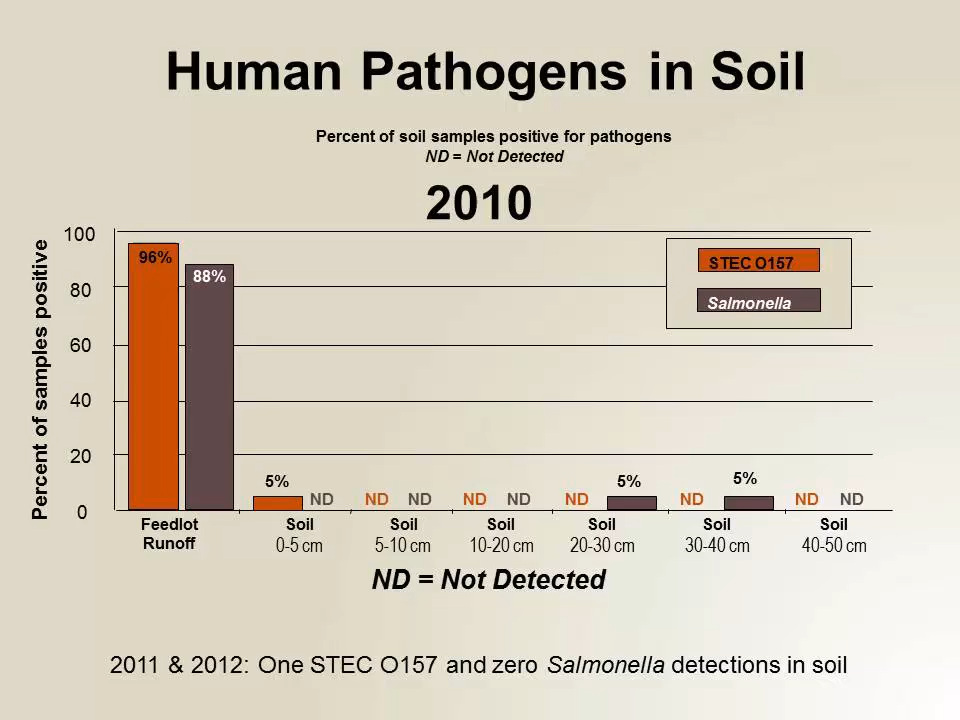 Human Pathogens in Soil
Percent of soil samples positive for pathogens
ND = Not Detected
2010
Percent of samples positive
100
80
60
40
20
0
96%
88%
STEC O157
Salmonella
5%
ND
ND
ND
ND
ND
ND
5%
ND
5%
ND
ND
Feedlot
Runoff
Soil
0-5 cm
Soil
5-10 cm
Soil
10-20 cm
Soil
20-30 cm
Soil
30-40 cm
Soil
40-50 cm
ND = Not Detected
2011 & 2012: One STEC O157 and zero Salmonella detections in soil